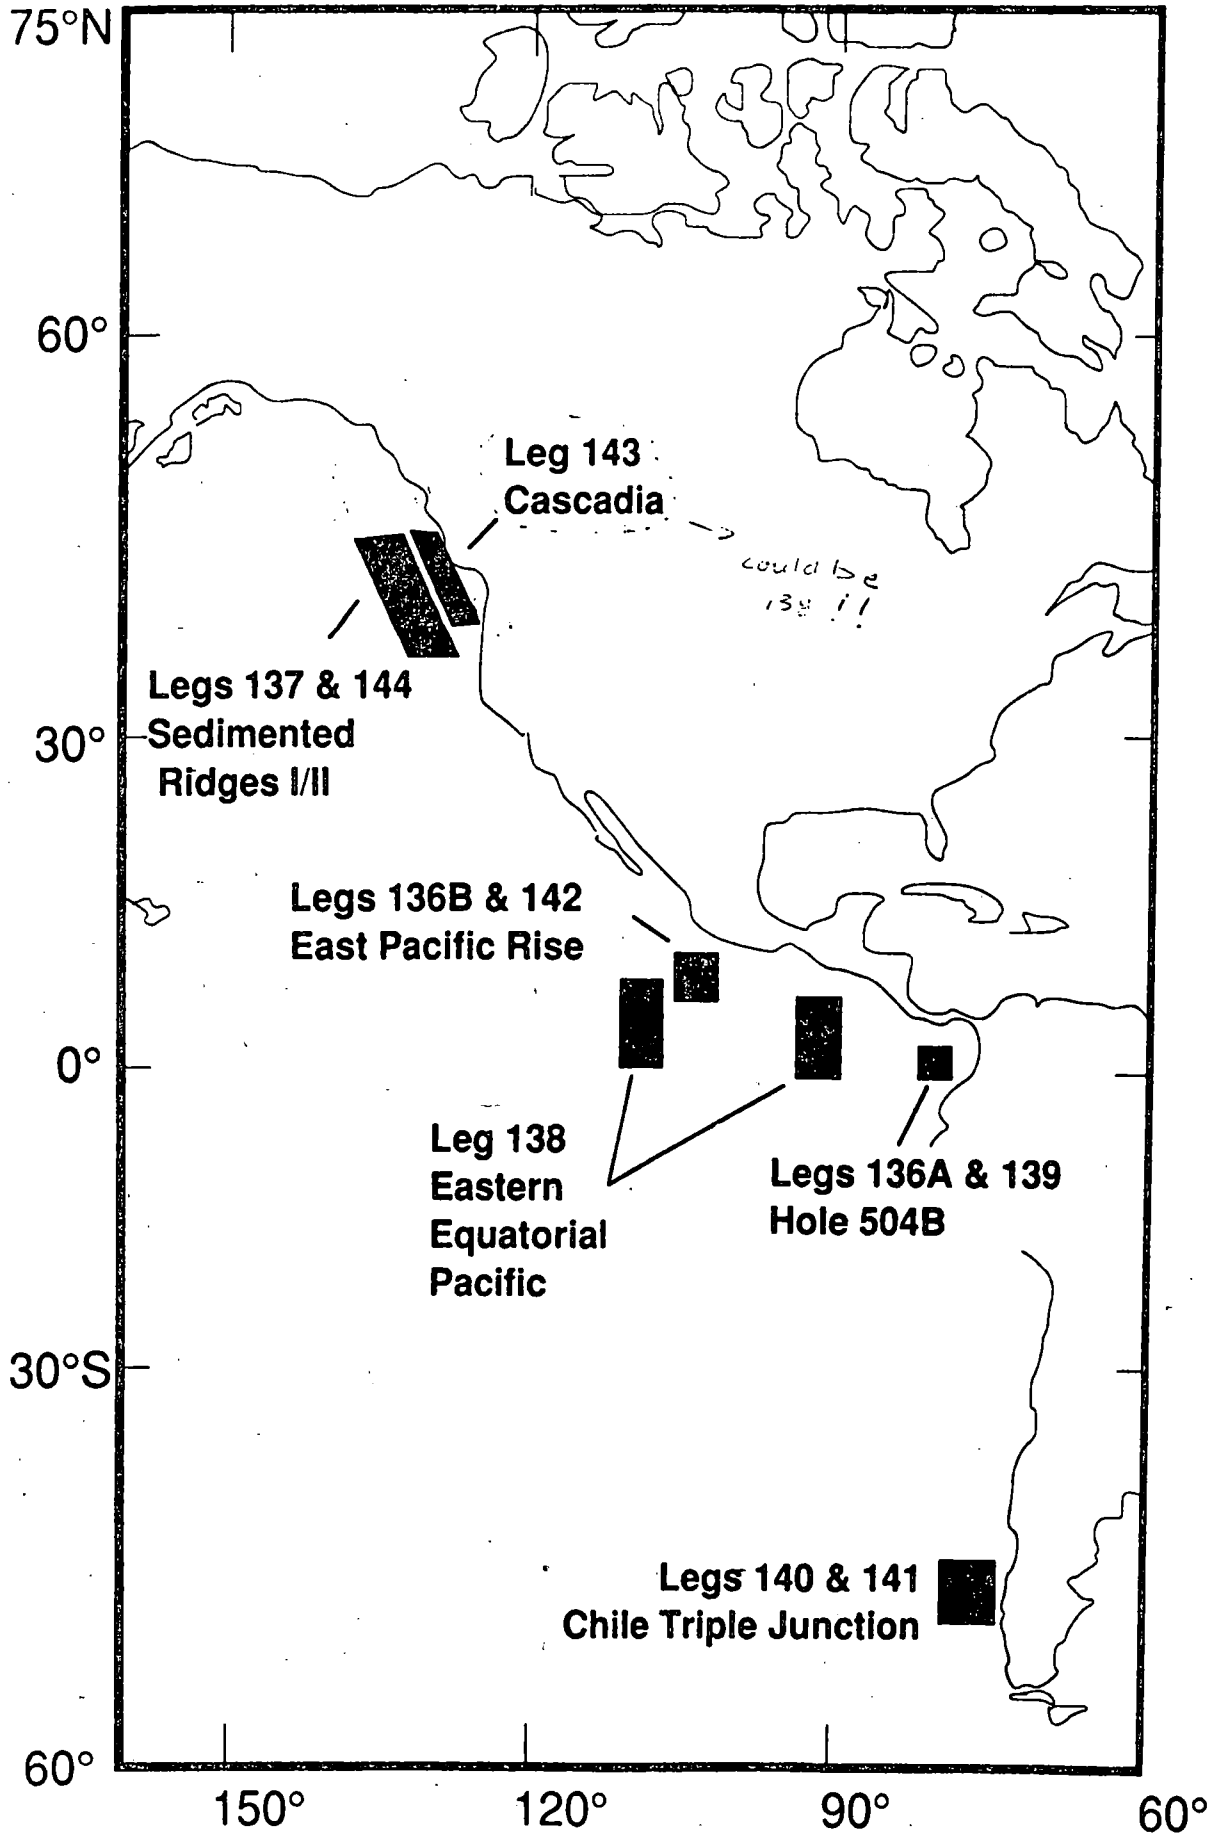 75°N
60°
Leg 143
Cascadia
could be
!!
Legs 137 & 144
Sedimented
Ridges I/II
30°
Legs 136B & 142
East Pacific Rise
0°
Leg 138
Eastern
Equatorial
Pacific
Legs 136A & 139
Hole 504B
30°S
Legs 140 & 141
Chile Triple Junction
60°
150° 120° 90° 60°